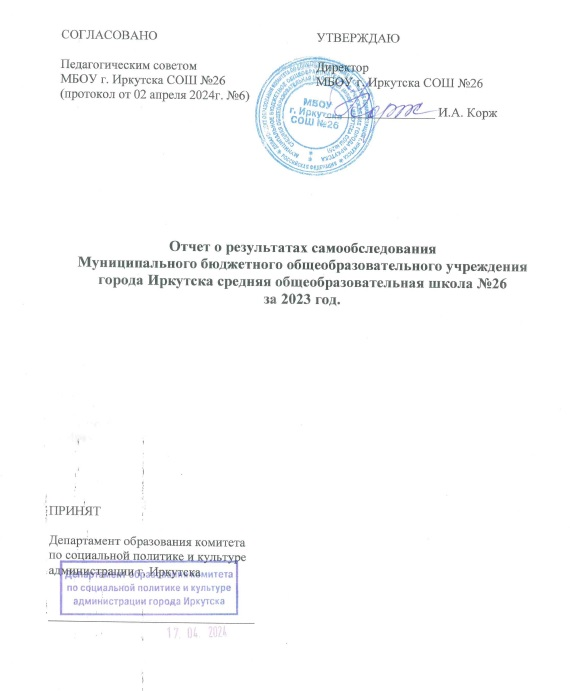 СОГЛАСОВАНО
Педагогическим советом
МБОУ г. Иркутска СОШ №26
(протокол от 02 апреля 2024г. №6)
УТВЕРЖДАЮ
Директор
МБОУ г. Иркутска СОШ №26
Корж
И.А. Корж
МБОУ
г. Иркутска
СОШ №26
Отчет о результатах самообследования
Муниципального бюджетного общеобразовательного учреждения
города Иркутска средняя общеобразовательная школа №26
за 2023 год.
ПРИНЯТ
Департамент образования комитета
по социальной политике и культуре
администрации г. Иркутска
Департамент образования комитета
по социальной политике и культуре
администрации города Иркутска
17. 04. 2024